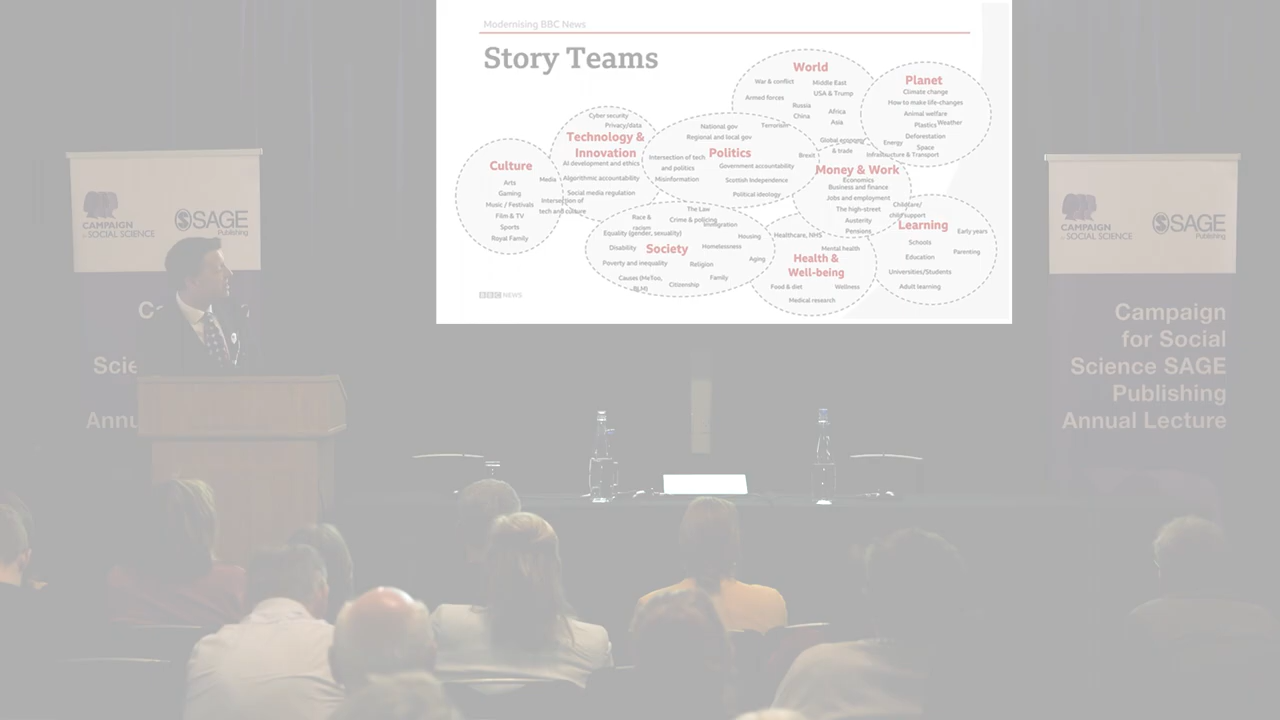 Modernising BBC News
Story Teams
World
War & conflict
Middle East
USA & Trump
Armed forces
Russia
China
Africa
Asia
Terrorism
Global economy
& trade
Planet
Climate change
How to make life-changes
Animal welfare
Plastics
Weather
Deforestation
Energy
Space
Infrastructure & Transport
Cyber security
Privacy/data
Technology &
Innovation
AI development and ethics
Algorithmic accountability
Social media regulation
Media
Intersection of
tech and culture
National gov
Regional and local gov
Politics
Intersection of tech
and politics
Misinformation
Brexit
Government accountability
Scottish Independence
Political ideology
Culture
Arts
Gaming
Music / Festivals
Film & TV
Sports
Royal Family
Money & Work
Economics
Business and finance
Jobs and employment
The high-street
Austerity
Pensions
Childcare/
child support
Learning
Early years
Schools
Parenting
Education
Universities/Students
Adult learning
The Law
Race &
racism
Crime & policing
Immigration
Equality (gender, sexuality)
Housing
Disability
Society
Homelessness
Poverty and inequality
Religion
Aging
Causes (MeToo,
BLM)
Citizenship
Family
Healthcare, NHS
Mental health
Health &
Well-being
Food & diet
Wellness
Medical research
BBC NEWS
CAMPAIGN
for SOCIAL SCIENCE
SAGE
Publishing
Scie
Annu
CAMPAIGN
for SOCIAL SCIENCE
SAGE
Publishing
Campaign
for Social
Science SAGE
Publishing
Annual Lecture